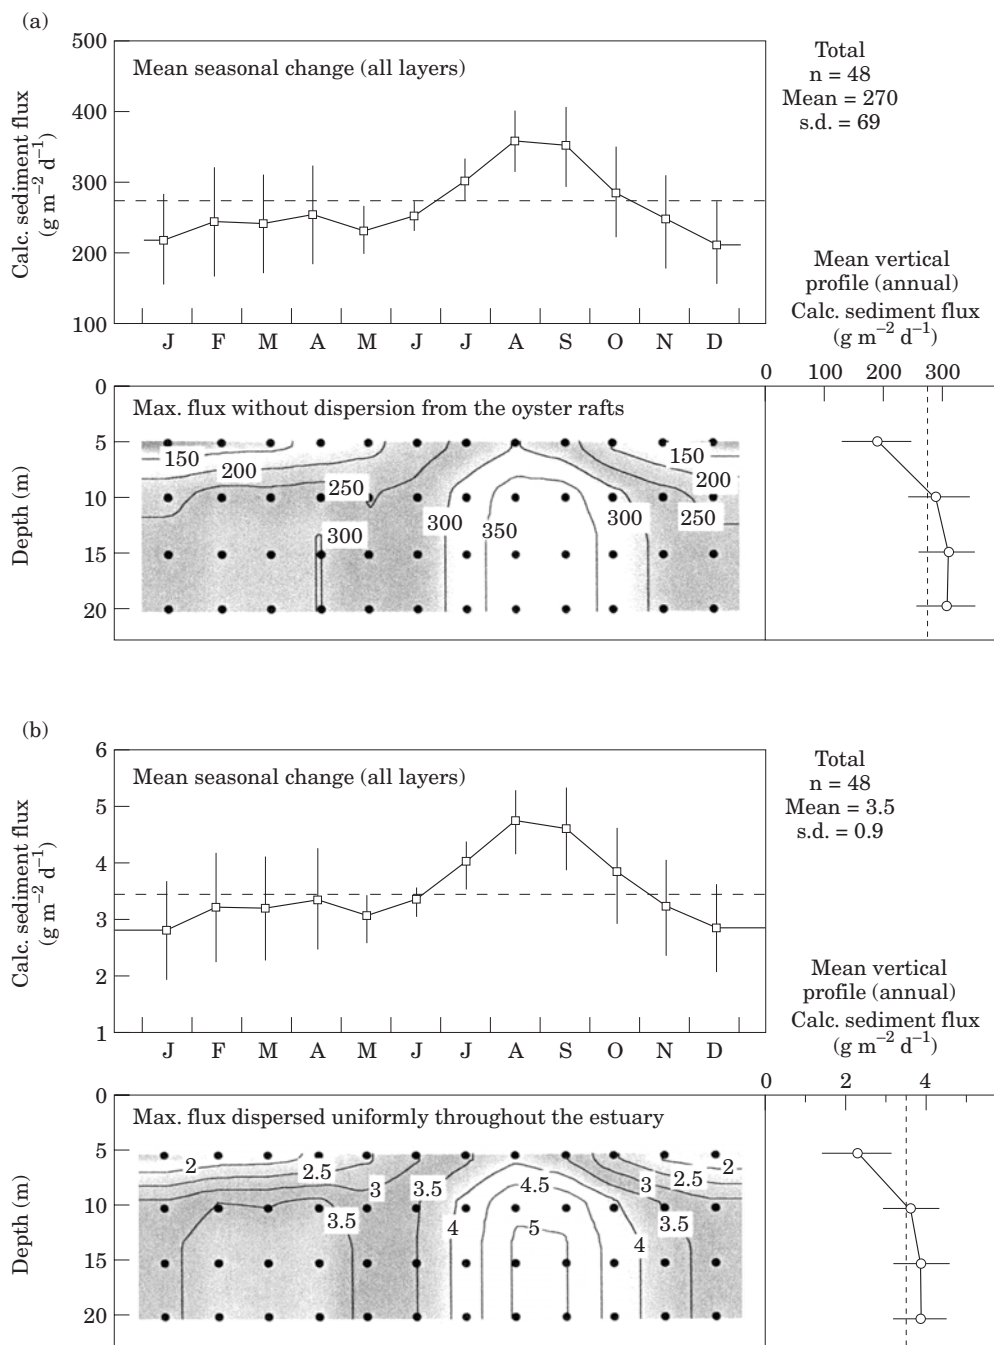 (a)
500
400
300
200
100
Calc. sediment flux
(g m⁻² d⁻¹)
Mean seasonal change (all layers)
J F M A M J J A S O N D
Total
n = 48
Mean = 270
s.d. = 69
Mean vertical
profile (annual)
Calc. sediment flux
(g m⁻² d⁻¹)
0 100 200 300
0
5
10
15
20
Depth (m)
Max. flux without dispersion from the oyster rafts
150
200
250
300
300
350
300
250
200
150
(b)
6
5
4
3
2
1
Calc. sediment flux
(g m⁻² d⁻¹)
Mean seasonal change (all layers)
J F M A M J J A S O N D
Total
n = 48
Mean = 3.5
s.d. = 0.9
Mean vertical
profile (annual)
Calc. sediment flux
(g m⁻² d⁻¹)
0 2 4
0
5
10
15
20
Depth (m)
Max. flux dispersed uniformly throughout the estuary
2
2.5
3
3.5
3.5
4
4.5
5
4
3.5
3
2.5
2